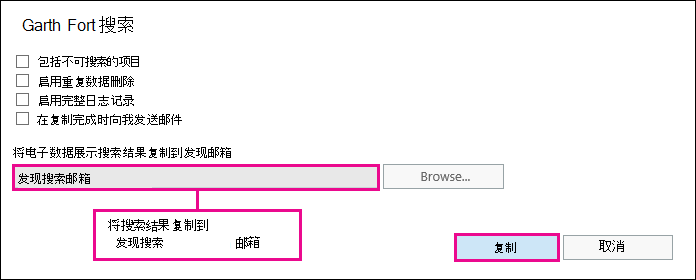 Garth Fort 搜索
包括不可搜索的项目
启用重复数据删除
启用完整日志记录
在复制完成时向我发送邮件
将电子数据展示搜索结果复制到发现邮箱
发现搜索邮箱
Browse...
将搜索结果复制到
发现搜索 邮箱
复制
取消